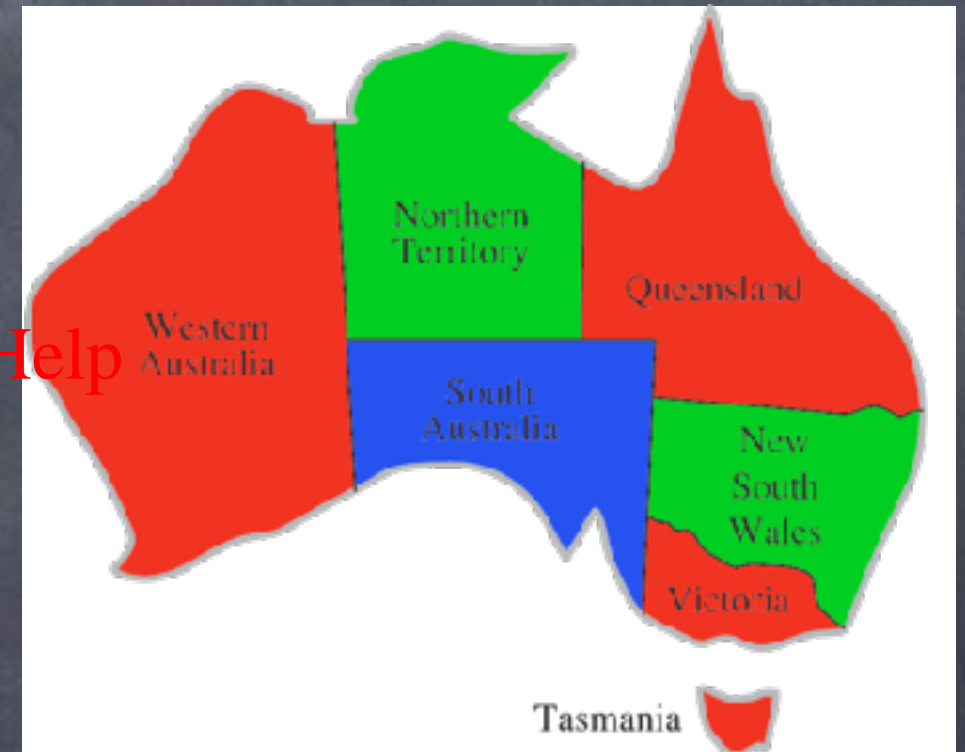 Northern
Territory
Queensland
Western
Australia
Help
South
Australia
New
South
Wales
Victoria
Tasmania